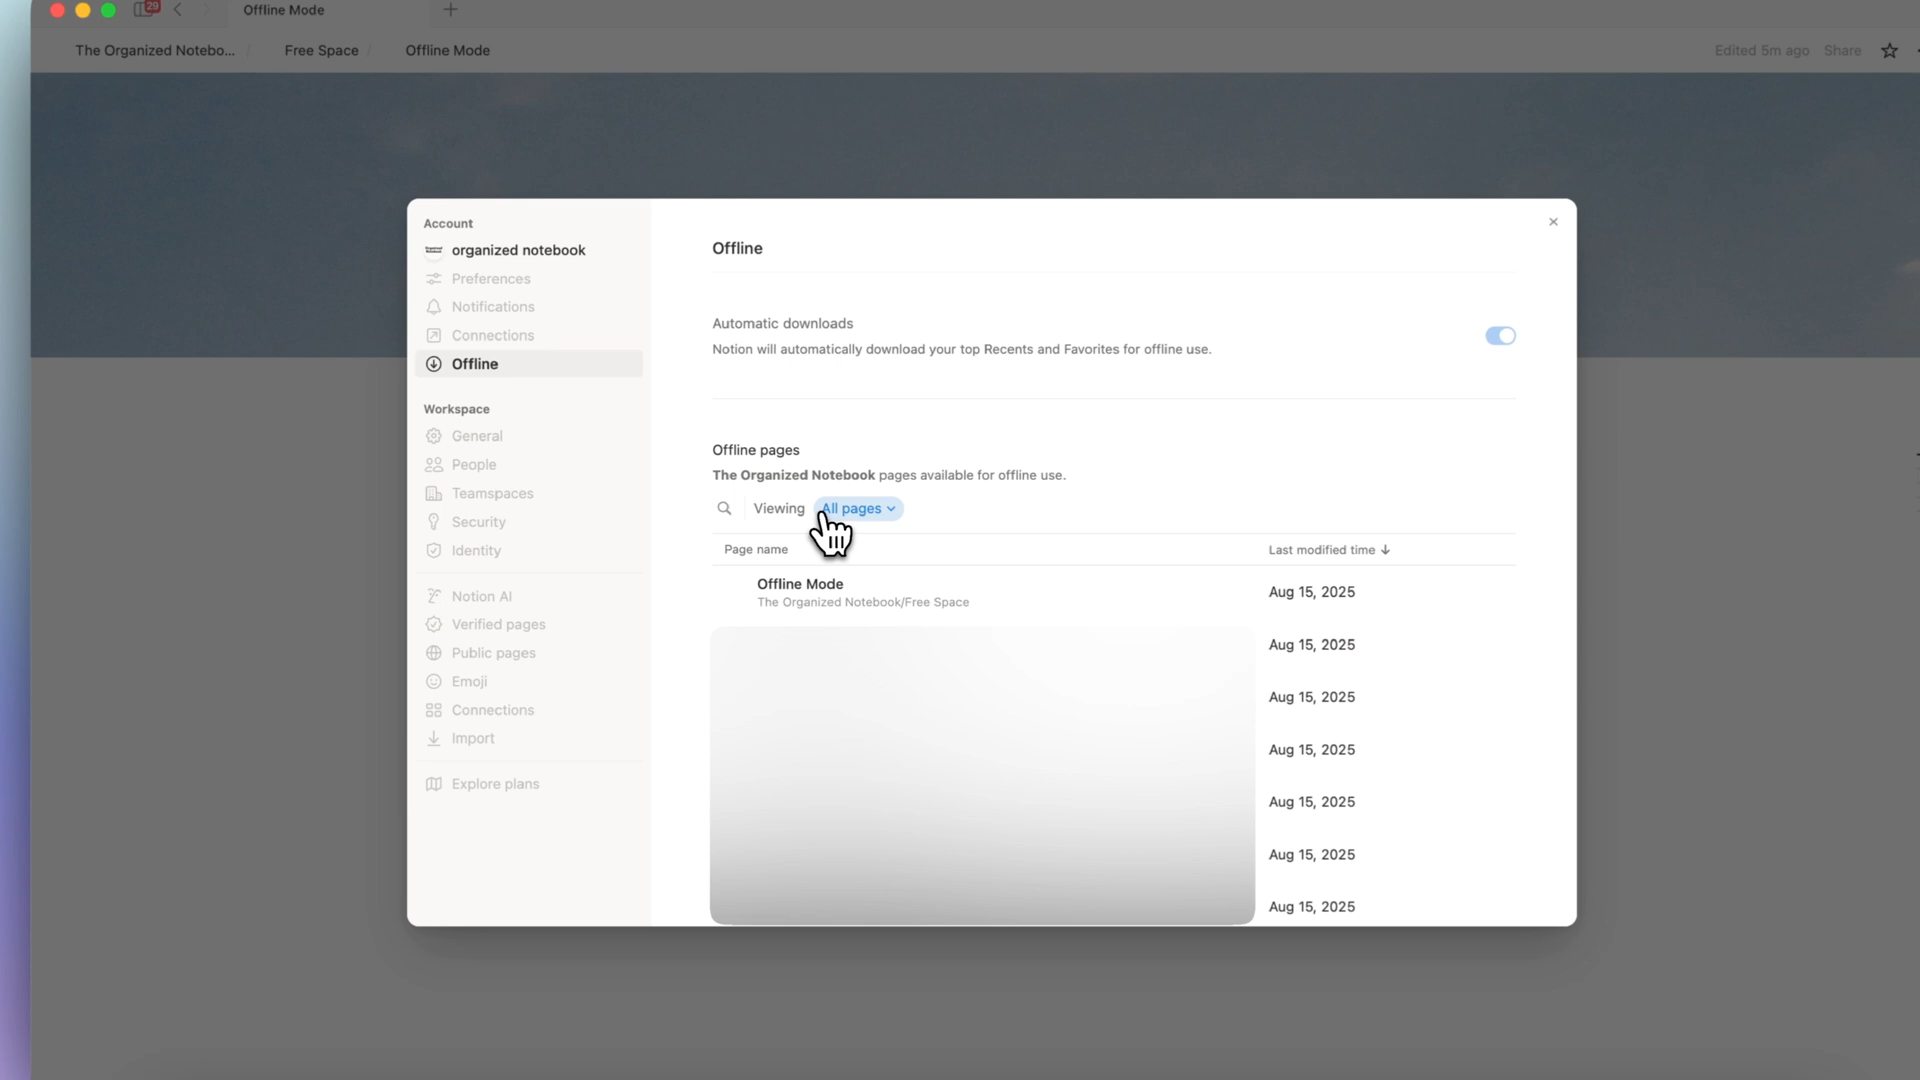 29
Offline Mode
The Organized Notebo... / Free Space / Offline Mode
Edited 5m ago
Share
Account
organized notebook
Preferences
Notifications
Connections
Offline
Workspace
General
People
Teamspaces
Security
Identity
Notion AI
Verified pages
Public pages
Emoji
Connections
Import
Explore plans
Offline
Automatic downloads
Notion will automatically download your top Recents and Favorites for offline use.
Offline pages
The Organized Notebook pages available for offline use.
Viewing All pages
Page name
Last modified time
Offline Mode
The Organized Notebook/Free Space
Aug 15, 2025
Aug 15, 2025
Aug 15, 2025
Aug 15, 2025
Aug 15, 2025
Aug 15, 2025
Aug 15, 2025